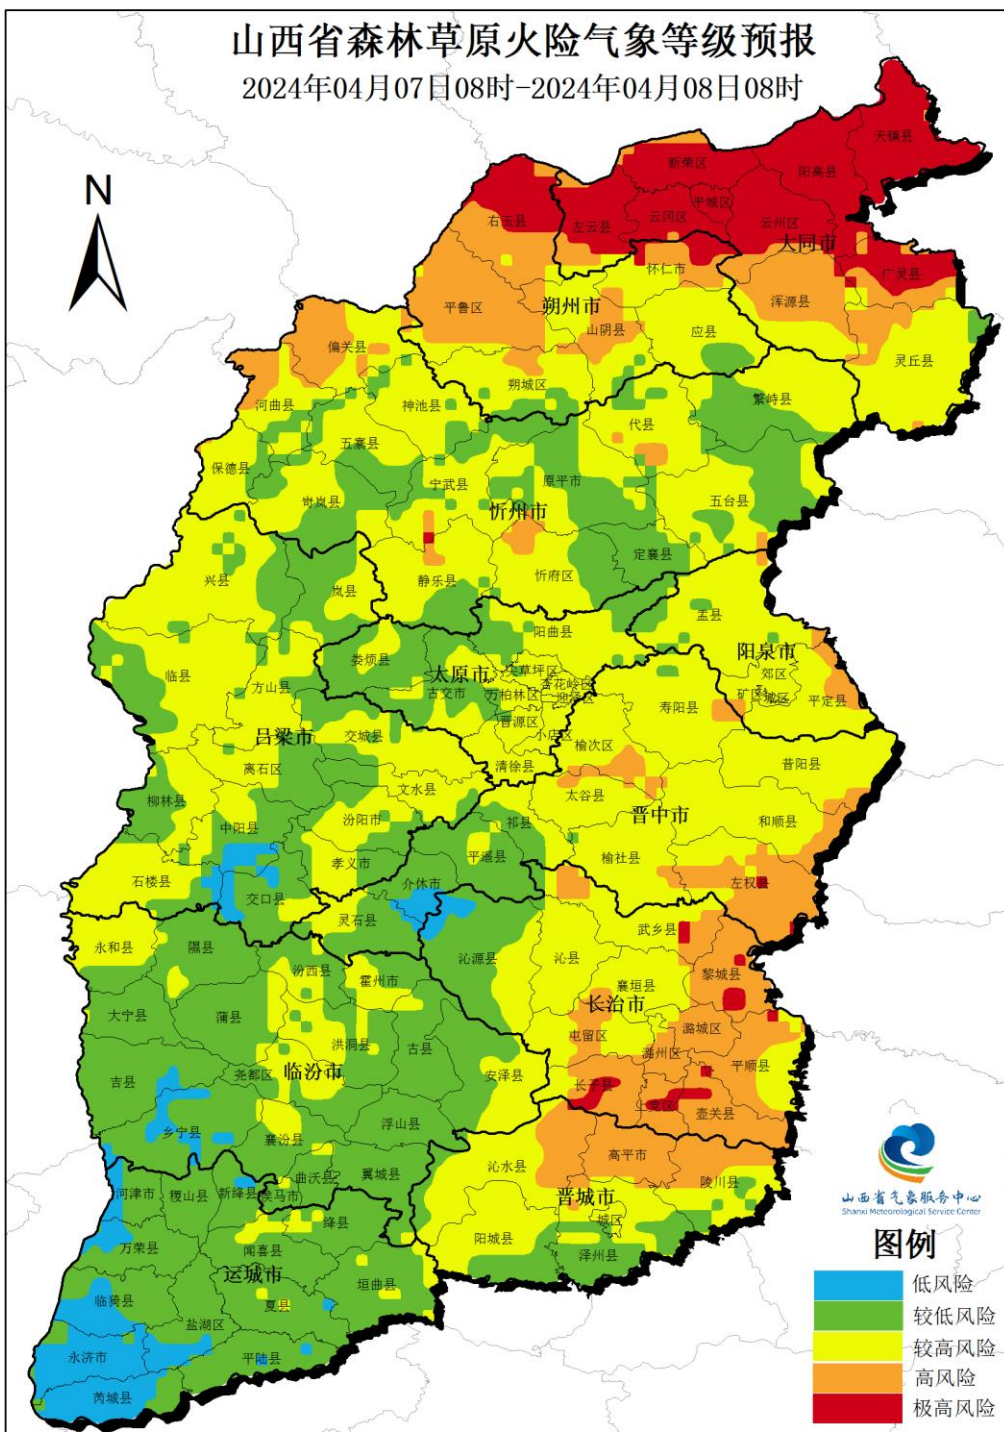 山西省森林草原火险气象等级预报
2024年04月07日08时-2024年04月08日08时
N
天镇县
新荣区
阳高县
平城区
右玉县
左云县
云冈区
云州区
大同市
怀仁市
广灵县
平鲁区
朔州市
浑源县
山阴县
应县
偏关县
灵丘县
朔城区
繁峙县
河曲县
神池县
代县
五寨县
保德县
宁武县
原平市
岢岚县
忻州市
五台县
定襄县
兴县
静乐县
忻府区
岚县
盂县
阳曲县
娄烦县
阳泉市
太原市
尖草坪区
郊区
临县
方山县
古交市
万柏林区
杏花岭区
迎泽区
矿区
城区
平定县
寿阳县
晋源区
吕梁市
交城县
小店区
榆次区
清徐县
昔阳县
离石区
文水县
太谷县
柳林县
晋中市
和顺县
中阳县
汾阳市
祁县
孝义市
平遥县
榆社县
石楼县
交口县
介休市
左权县
灵石县
武乡县
永和县
隰县
沁源县
沁县
汾西县
霍州市
黎城县
襄垣县
长治市
大宁县
蒲县
洪洞县
屯留区
潞城区
古县
潞州区
平顺县
尧都区
临汾市
安泽县
吉县
长子县
上党区
壶关县
乡宁县
襄汾县
浮山县
高平市
沁水县
陵川县
曲沃县
翼城县
河津市
稷山县
新绛县
侯马市
晋城市
山西省气象服务中心
Shanxi Meteorological Service Center
绛县
城区
阳城县
泽州县
万荣县
闻喜县
运城市
垣曲县
临猗县
夏县
盐湖区
永济市
平陆县
芮城县
图例
低风险
较低风险
较高风险
高风险
极高风险